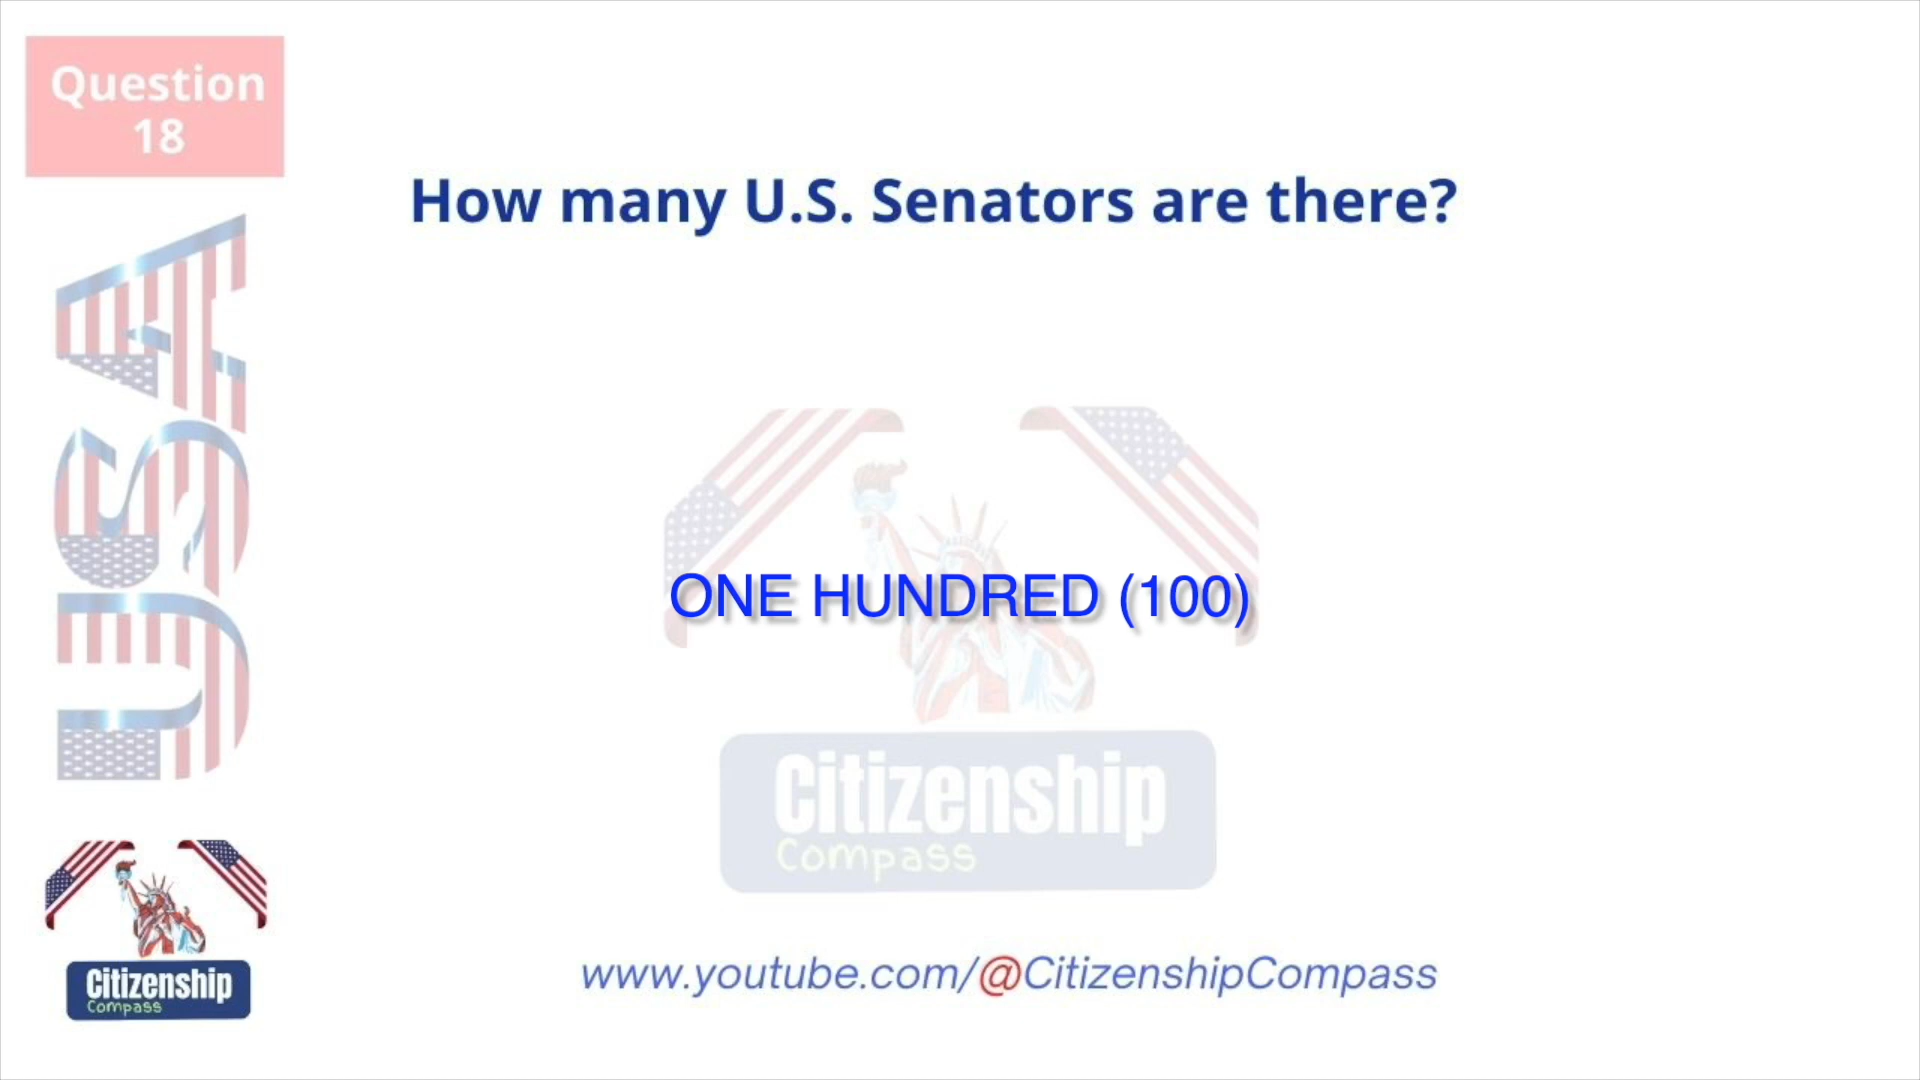 Question
18
How many U.S. Senators are there?
USA
ONE HUNDRED (100)
Citizenship
Compass
Citizenship
Compass
www.youtube.com/@CitizenshipCompass